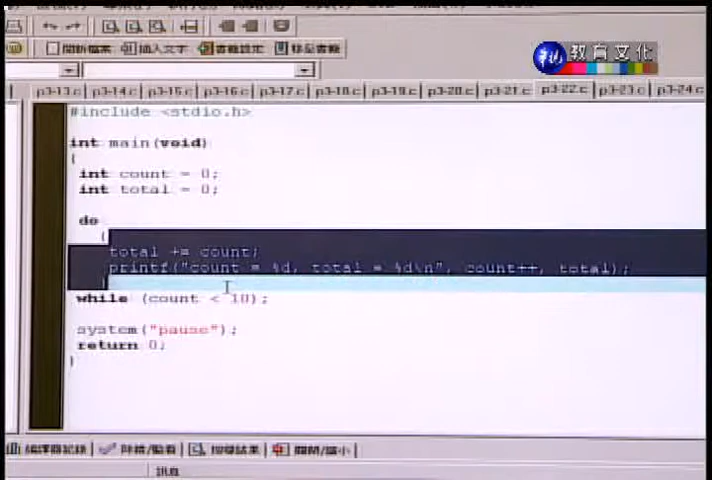 華視 教育文化
開新檔案 插入文字 書籤設定 移至書籤
p3-13.c p3-14.c p3-15.c p3-16.c p3-17.c p3-18.c p3-19.c p3-20.c p3-21.c p3-22.c p3-23.c p3-24.c
#include <stdio.h>
int main(void)
{
int count = 0;
int total = 0;
do
{
total += count;
printf("count = %d, total = %d\n", count++, total);
}
while (count < 10);
system("pause");
return 0;
}
編譯器紀錄 除錯/監看 搜尋結果 關閉/縮小
訊息